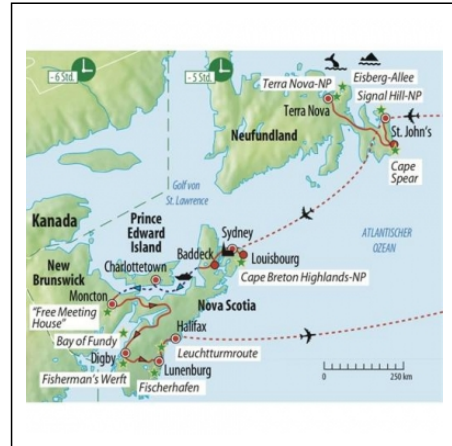 - 6 Std.
- 5 Std.
Terra Nova-NP
Eisberg-Allee
Signal Hill-NP
Terra Nova
St. John's
Neufundland
Cape
Spear
Golf von
St. Lawrence
Kanada
Prince
Edward
Island
Sydney
ATLANTISCHER
OZEAN
Baddeck
Louisbourg
New
Brunswick
Charlottetown
Cape Breton Highlands-NP
Moncton
Nova Scotia
"Free Meeting
House"
Halifax
Bay of Fundy
Leuchtturmroute
Digby
Lunenburg
Fisherman's Werft
Fischerhafen
0
250 km